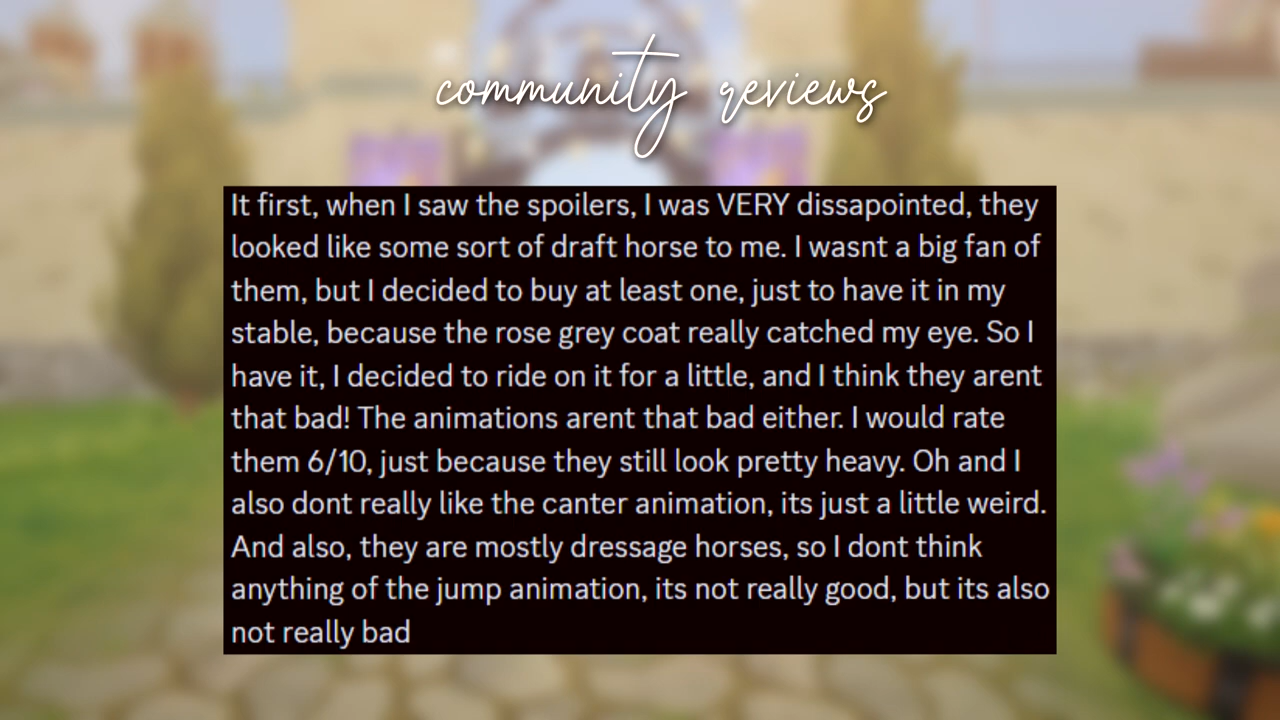 community reviews
It first, when I saw the spoilers, I was VERY dissapointed, they
looked like some sort of draft horse to me. I wasnt a big fan of
them, but I decided to buy at least one, just to have it in my
stable, because the rose grey coat really catched my eye. So I
have it, I decided to ride on it for a little, and I think they arent
that bad! The animations arent that bad either. I would rate
them 6/10, just because they still look pretty heavy. Oh and I
also dont really like the canter animation, its just a little weird.
And also, they are mostly dressage horses, so I dont think
anything of the jump animation, its not really good, but its also
not really bad